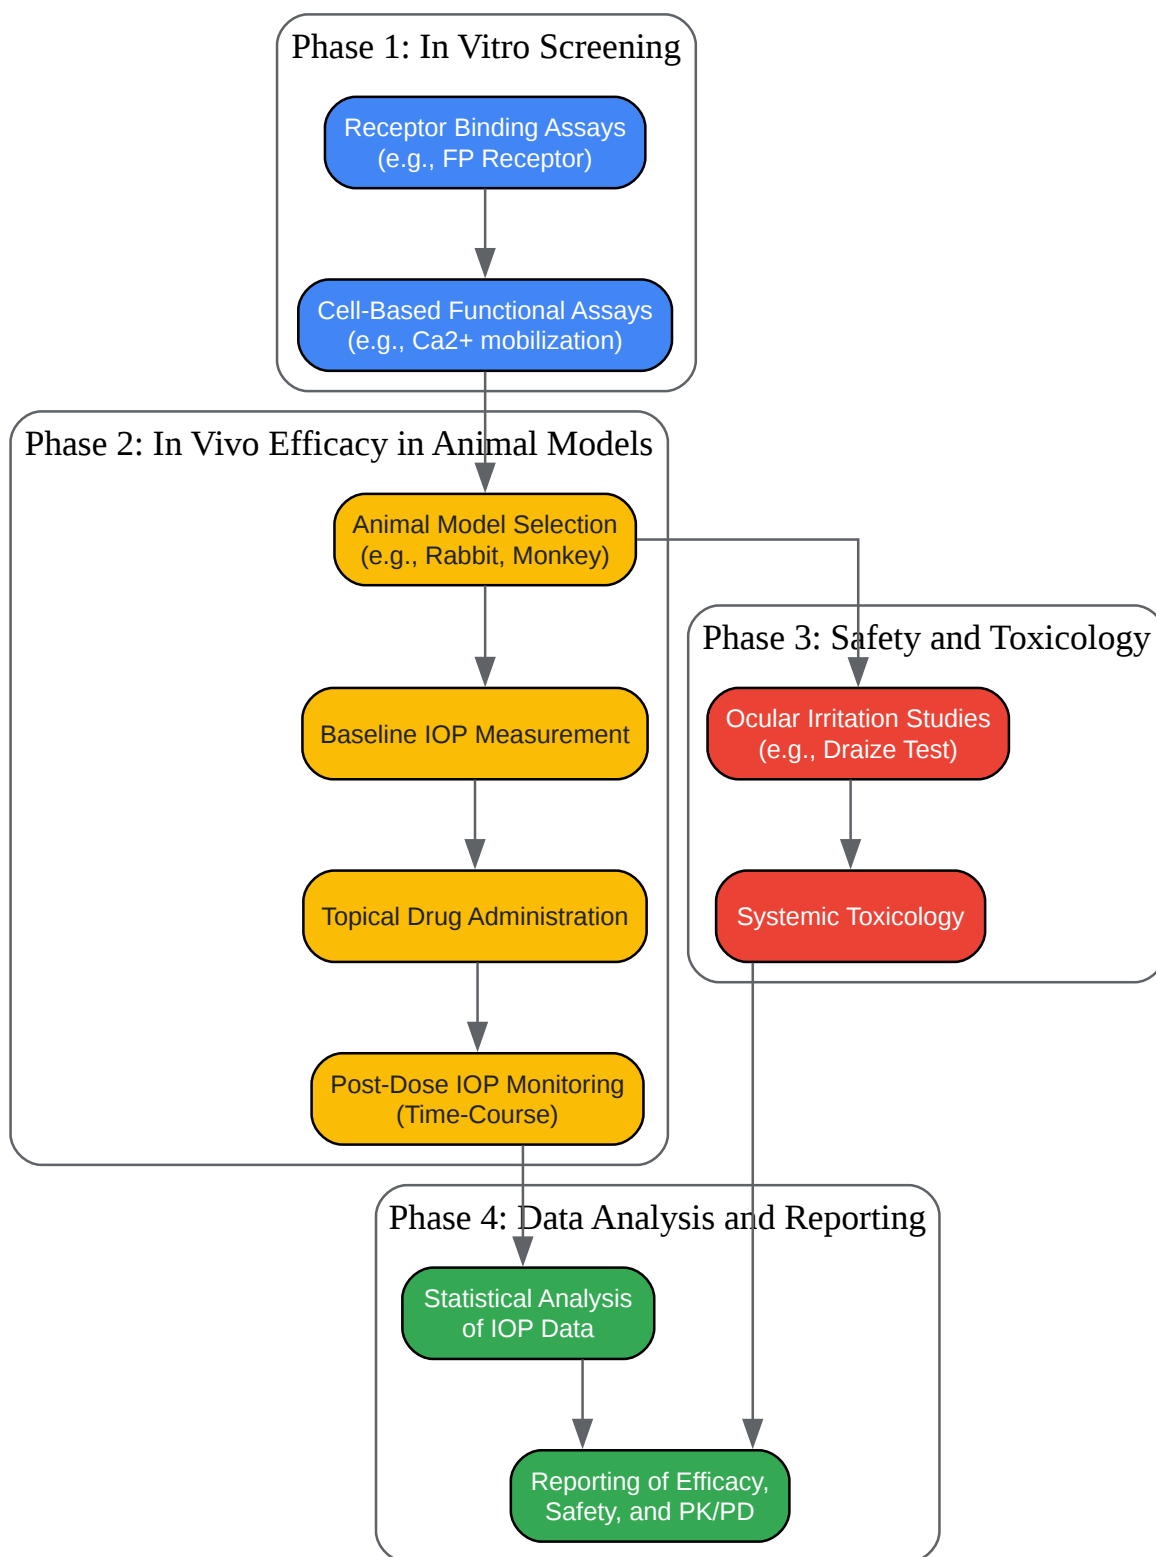 Phase 1: In Vitro Screening
Receptor Binding Assays
(e.g., FP Receptor)
Cell-Based Functional Assays
(e.g., Ca2+ mobilization)
Phase 2: In Vivo Efficacy in Animal Models
Animal Model Selection
(e.g., Rabbit, Monkey)
Baseline IOP Measurement
Topical Drug Administration
Post-Dose IOP Monitoring
(Time-Course)
Phase 3: Safety and Toxicology
Ocular Irritation Studies
(e.g., Draize Test)
Systemic Toxicology
Phase 4: Data Analysis and Reporting
Statistical Analysis
of IOP Data
Reporting of Efficacy,
Safety, and PK/PD